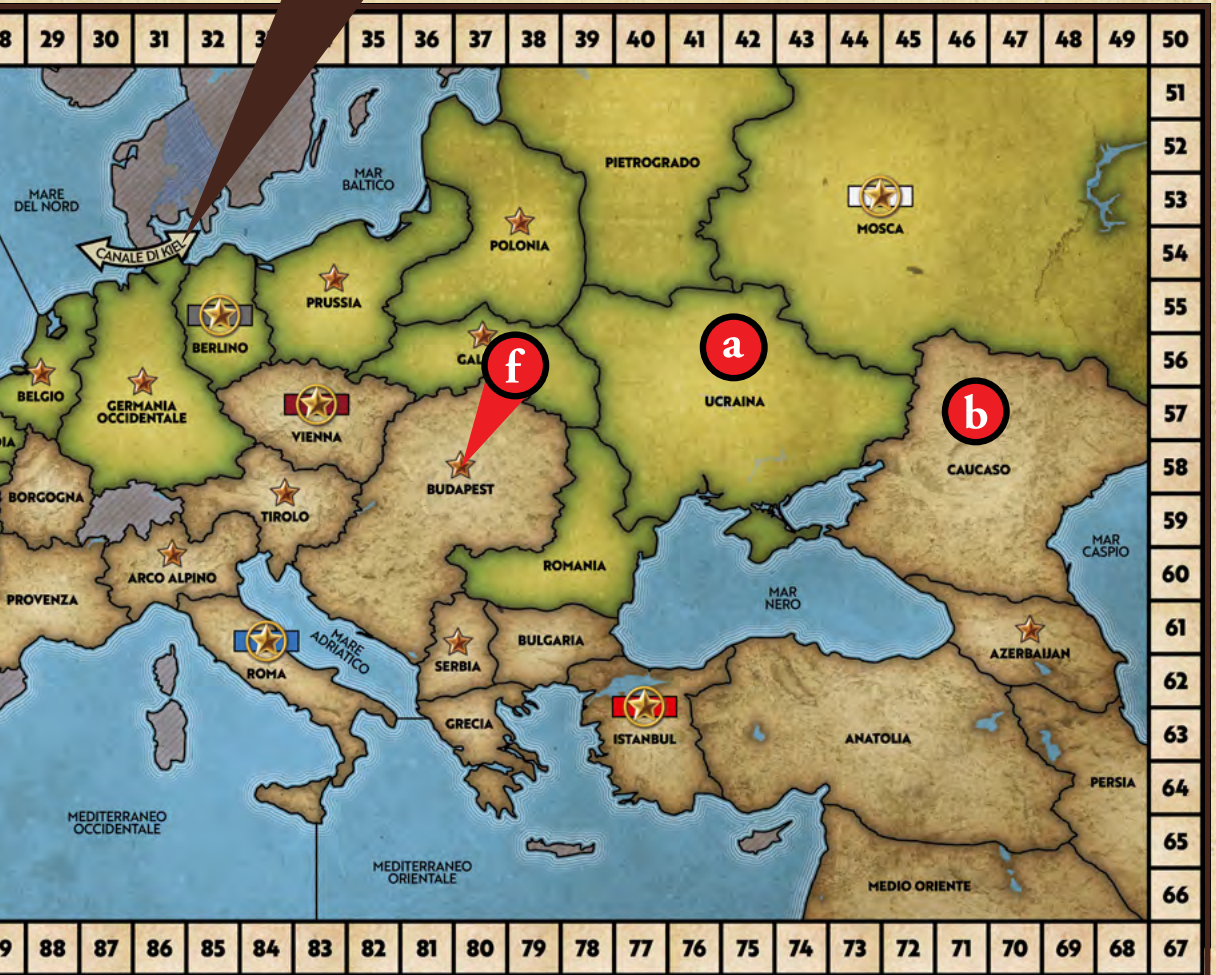 8 29 30 31 32 35 36 37 38 39 40 41 42 43 44 45 46 47 48 49 50
51
52
53
54
55
56
57
58
59
60
61
62
63
64
65
66
67
PIETROGRADO
MAR
BALTICO
MARE
DEL NORD
MOSCA
CANALE DI KIEL
POLONIA
PRUSSIA
BERLINO
a
f
BELGIO
GERMANIA
OCCIDENTALE
UCRAINA
b
VIENNA
CAUCASO
BUDAPEST
BORGOGNA
TIROLO
MAR
CASPIO
ROMANIA
ARCO ALPINO
PROVENZA
MAR
NERO
MARE
ADRIATICO
BULGARIA
SERBIA
AZERBAIJAN
ROMA
GRECIA
ISTANBUL
ANATOLIA
PERSIA
MEDITERRANEO
OCCIDENTALE
MEDITERRANEO
ORIENTALE
MEDIO ORIENTE
9 88 87 86 85 84 83 82 81 80 79 78 77 76 75 74 73 72 71 70 69 68